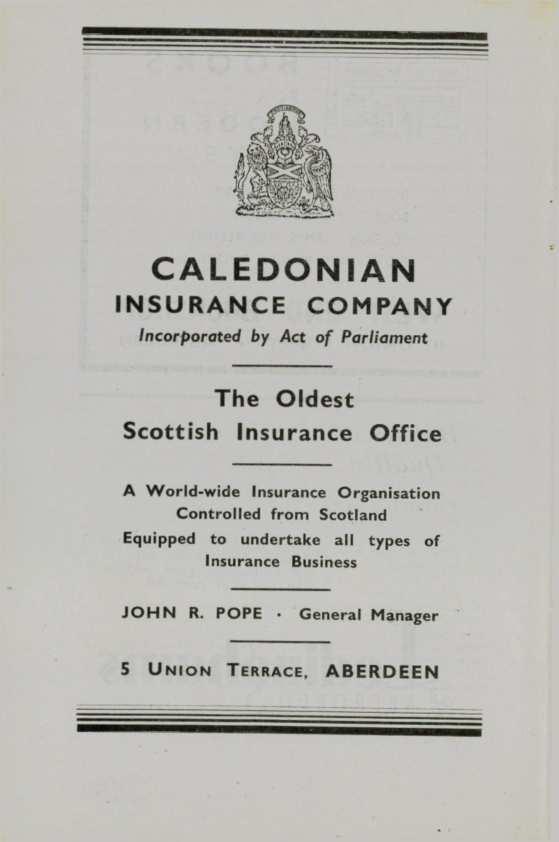 CALEDONIAN
INSURANCE COMPANY
Incorporated by Act of Parliament
The Oldest
Scottish Insurance Office
A World-wide Insurance Organisation
Controlled from Scotland
Equipped to undertake all types of
Insurance Business
JOHN R. POPE · General Manager
5 UNION TERRACE, ABERDEEN